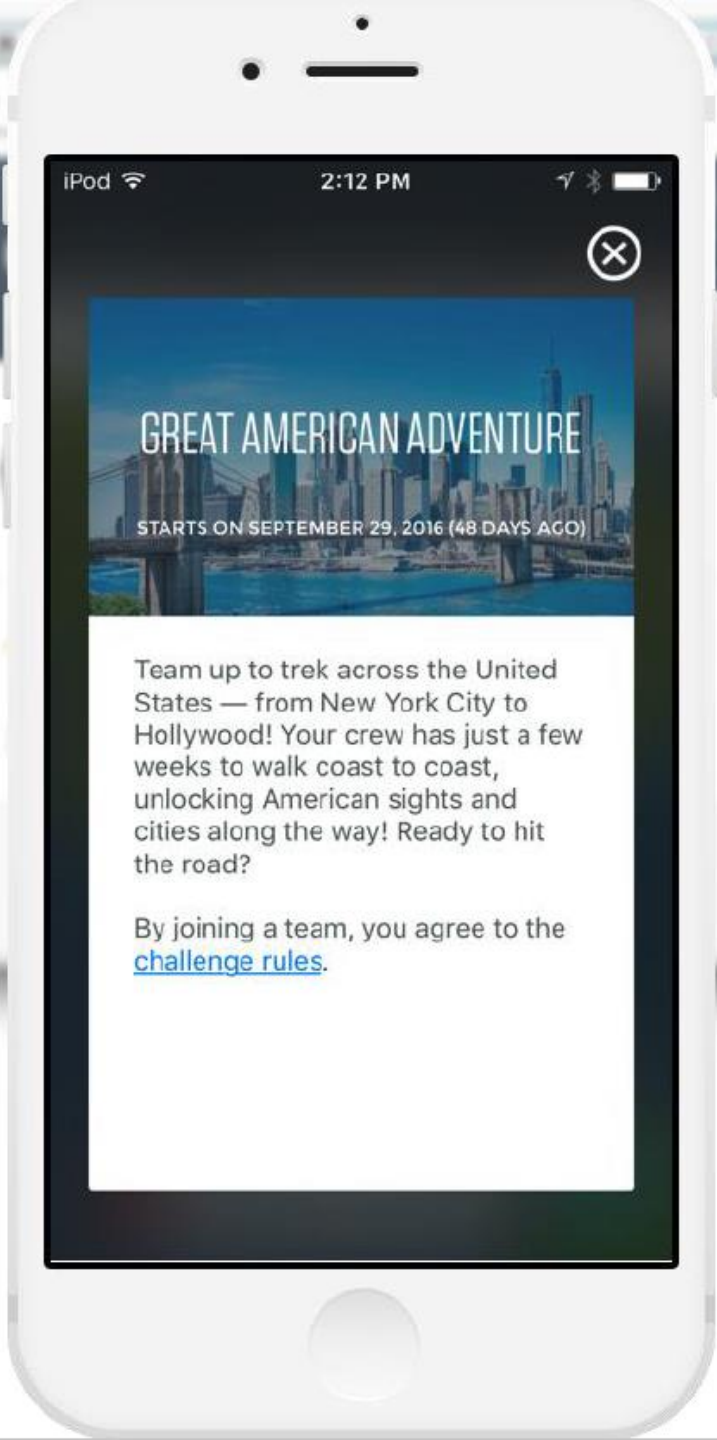 iPod 2:12 PM
GREAT AMERICAN ADVENTURE
STARTS ON SEPTEMBER 29, 2016 (48 DAYS AGO)
Team up to trek across the United
States — from New York City to
Hollywood! Your crew has just a few
weeks to walk coast to coast,
unlocking American sights and
cities along the way! Ready to hit
the road?
By joining a team, you agree to the
challenge rules.